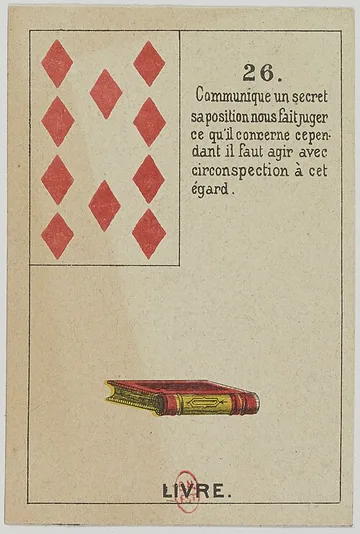 26.
Communique un secret
sa position nous fait juger
ce qu'il concerne cepen-
dant il faut agir avec
circonspection à cet
égard.
LIVRE.